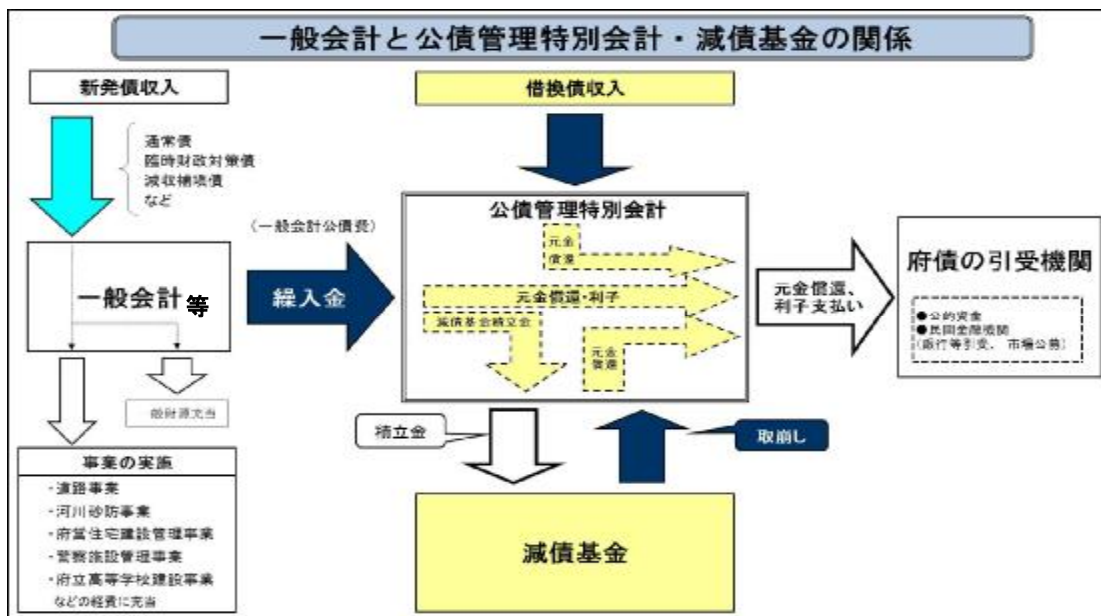 一般会計と公債管理特別会計・減債基金の関係
新発債収入
借換債収入
通常債
臨時財政対策債
減収補填債
など
(一般会計公債費)
公債管理特別会計
元金
償還
一般会計等
繰入金
元金償還・利子
減債基金積立金
元金
償還
元金償還、
利子支払い
府債の引受機関
●公的資金
●民間金融機関
(銀行等引受、市場公募)
一般財源充当
積立金
取崩し
事業の実施
・道路事業
・河川砂防事業
・府営住宅建設管理事業
・警察施設管理事業
・府立高等学校建設事業
などの経費に充当
減債基金